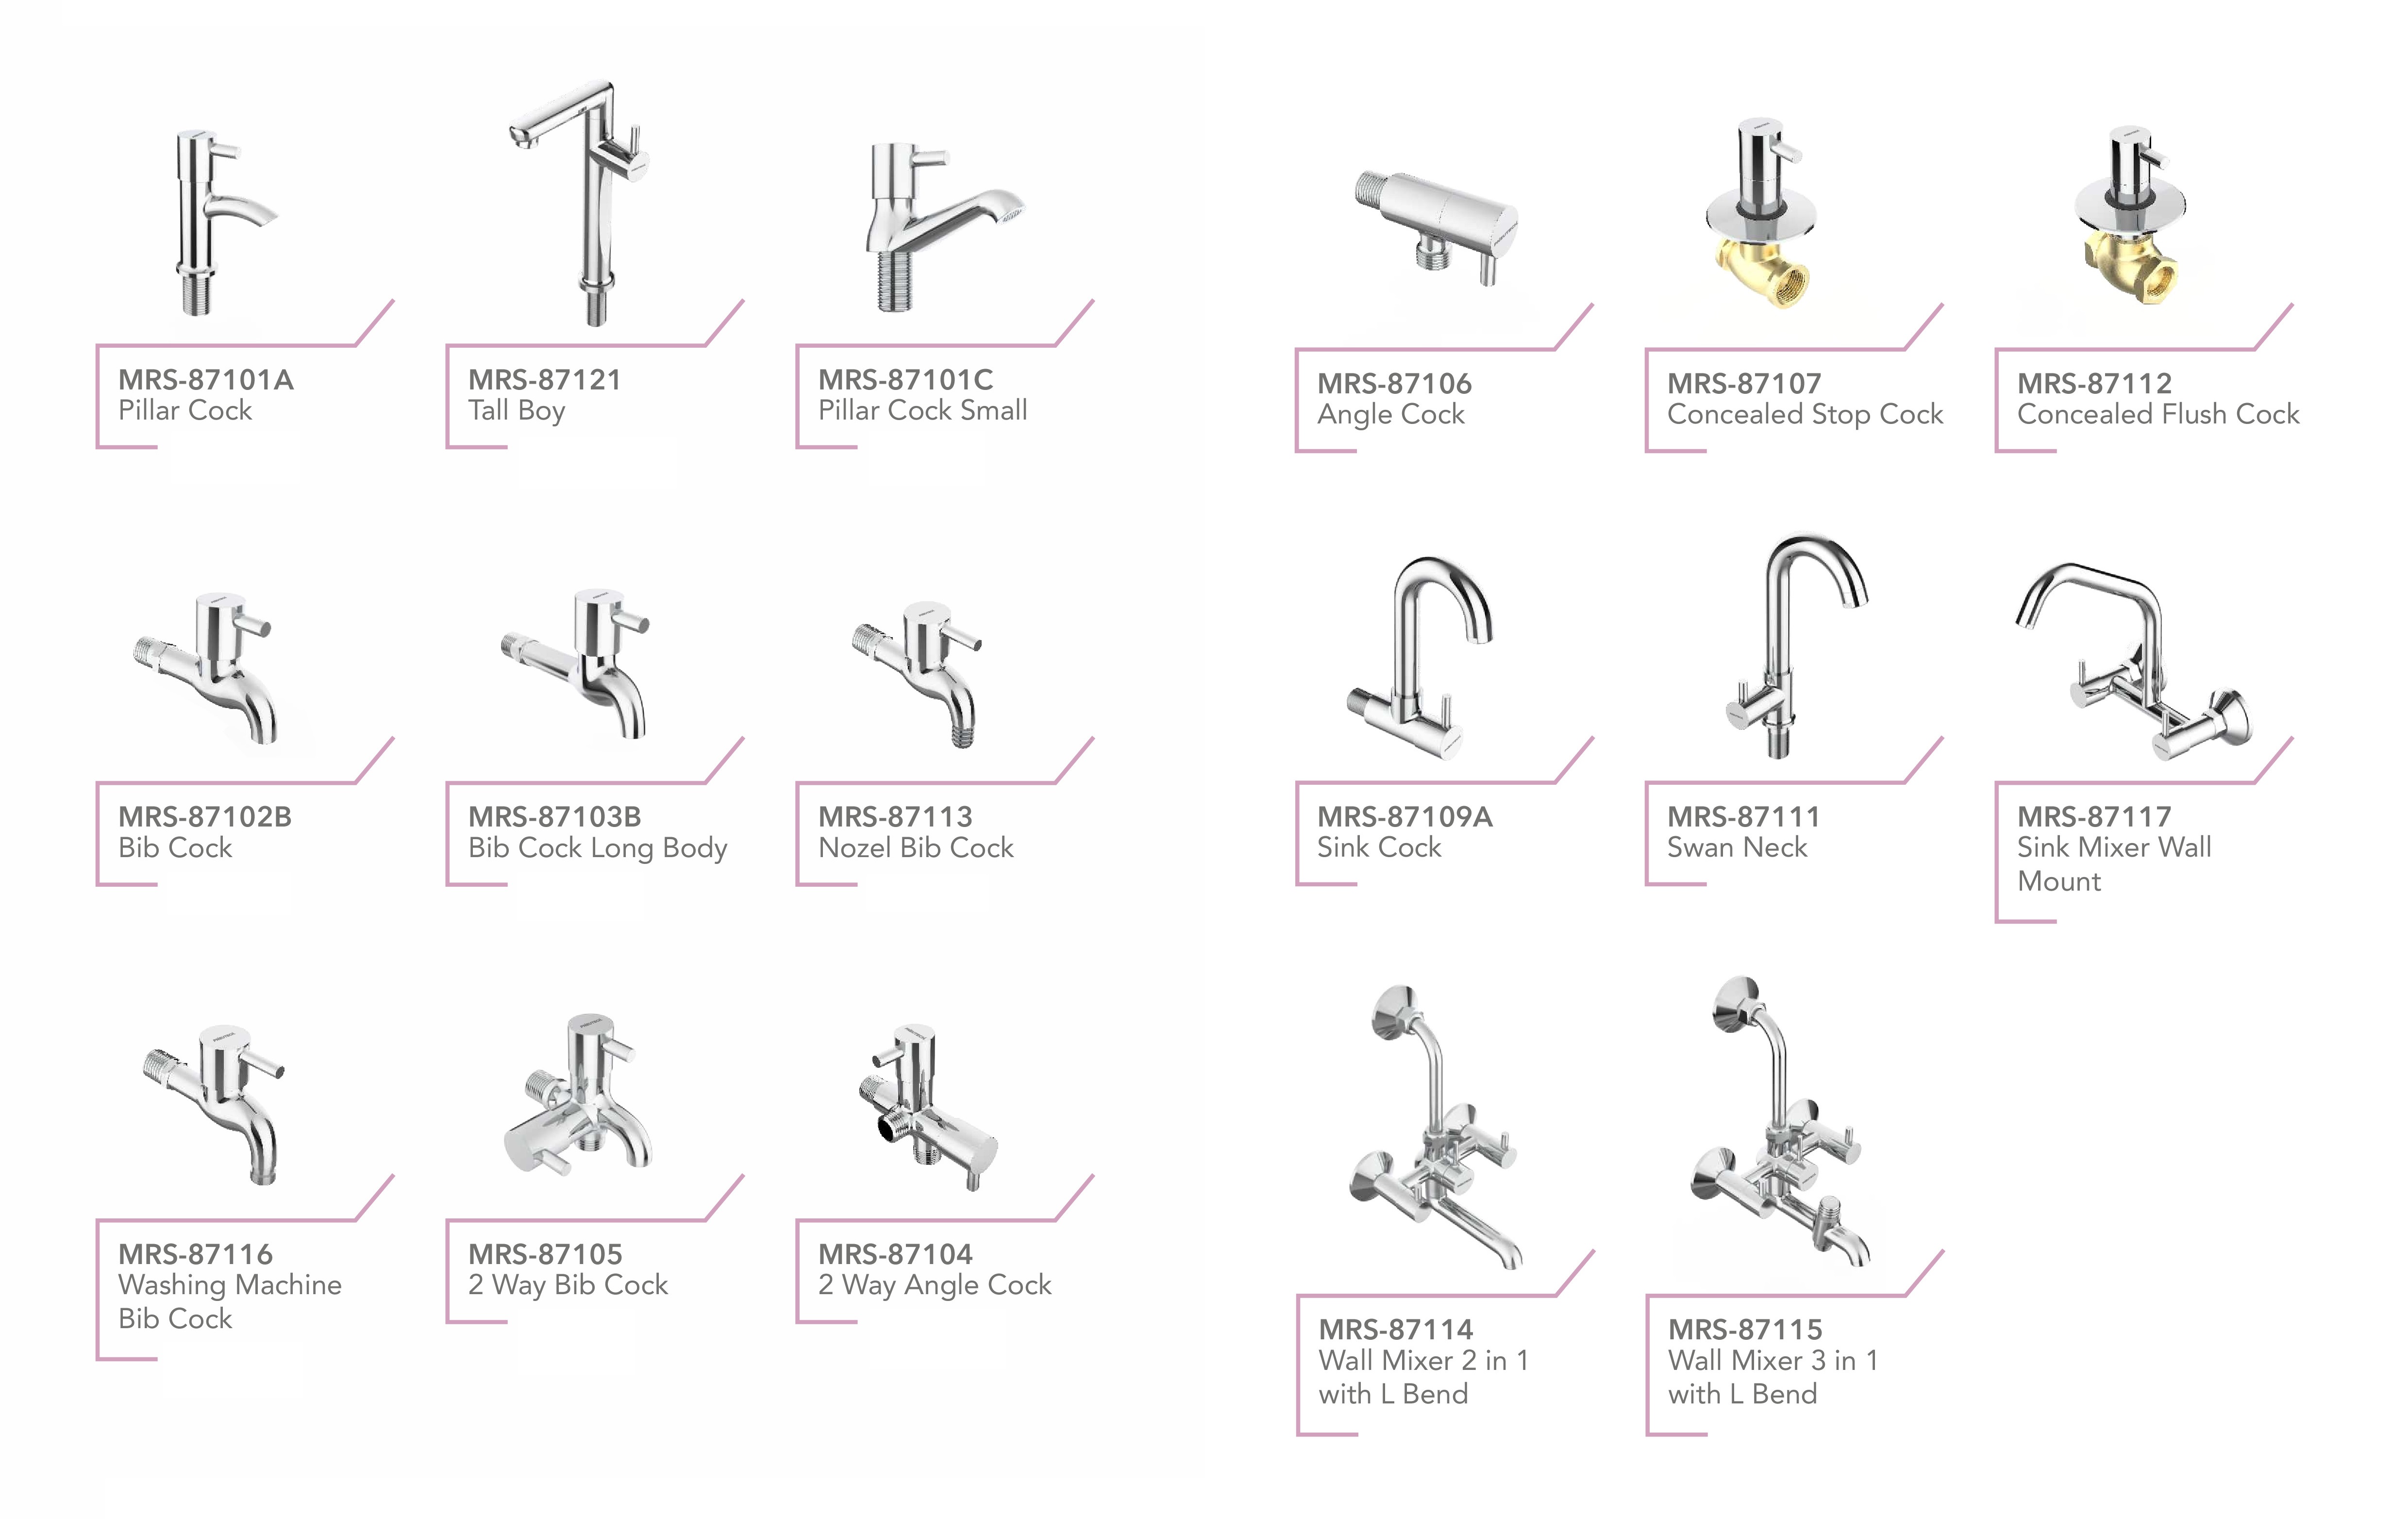 MRS-87101A
Pillar Cock
MRS-87121
Tall Boy
MRS-87101C
Pillar Cock Small
MRS-87102B
Bib Cock
MRS-87103B
Bib Cock Long Body
MRS-87113
Nozel Bib Cock
MRS-87116
Washing Machine
Bib Cock
MRS-87105
2 Way Bib Cock
MRS-87104
2 Way Angle Cock
MRS-87106
Angle Cock
MRS-87107
Concealed Stop Cock
MRS-87112
Concealed Flush Cock
MRS-87109A
Sink Cock
MRS-87111
Swan Neck
MRS-87117
Sink Mixer Wall
Mount
MRS-87114
Wall Mixer 2 in 1
with L Bend
MRS-87115
Wall Mixer 3 in 1
with L Bend